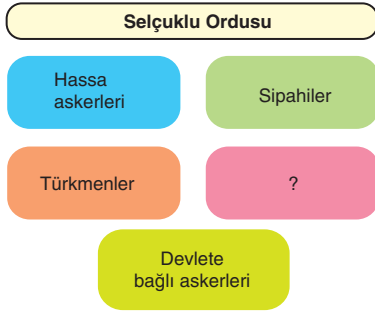 Selçuklu Ordusu
Hassa
askerleri
Sipahiler
Türkmenler
?
Devlete
bağlı askerleri